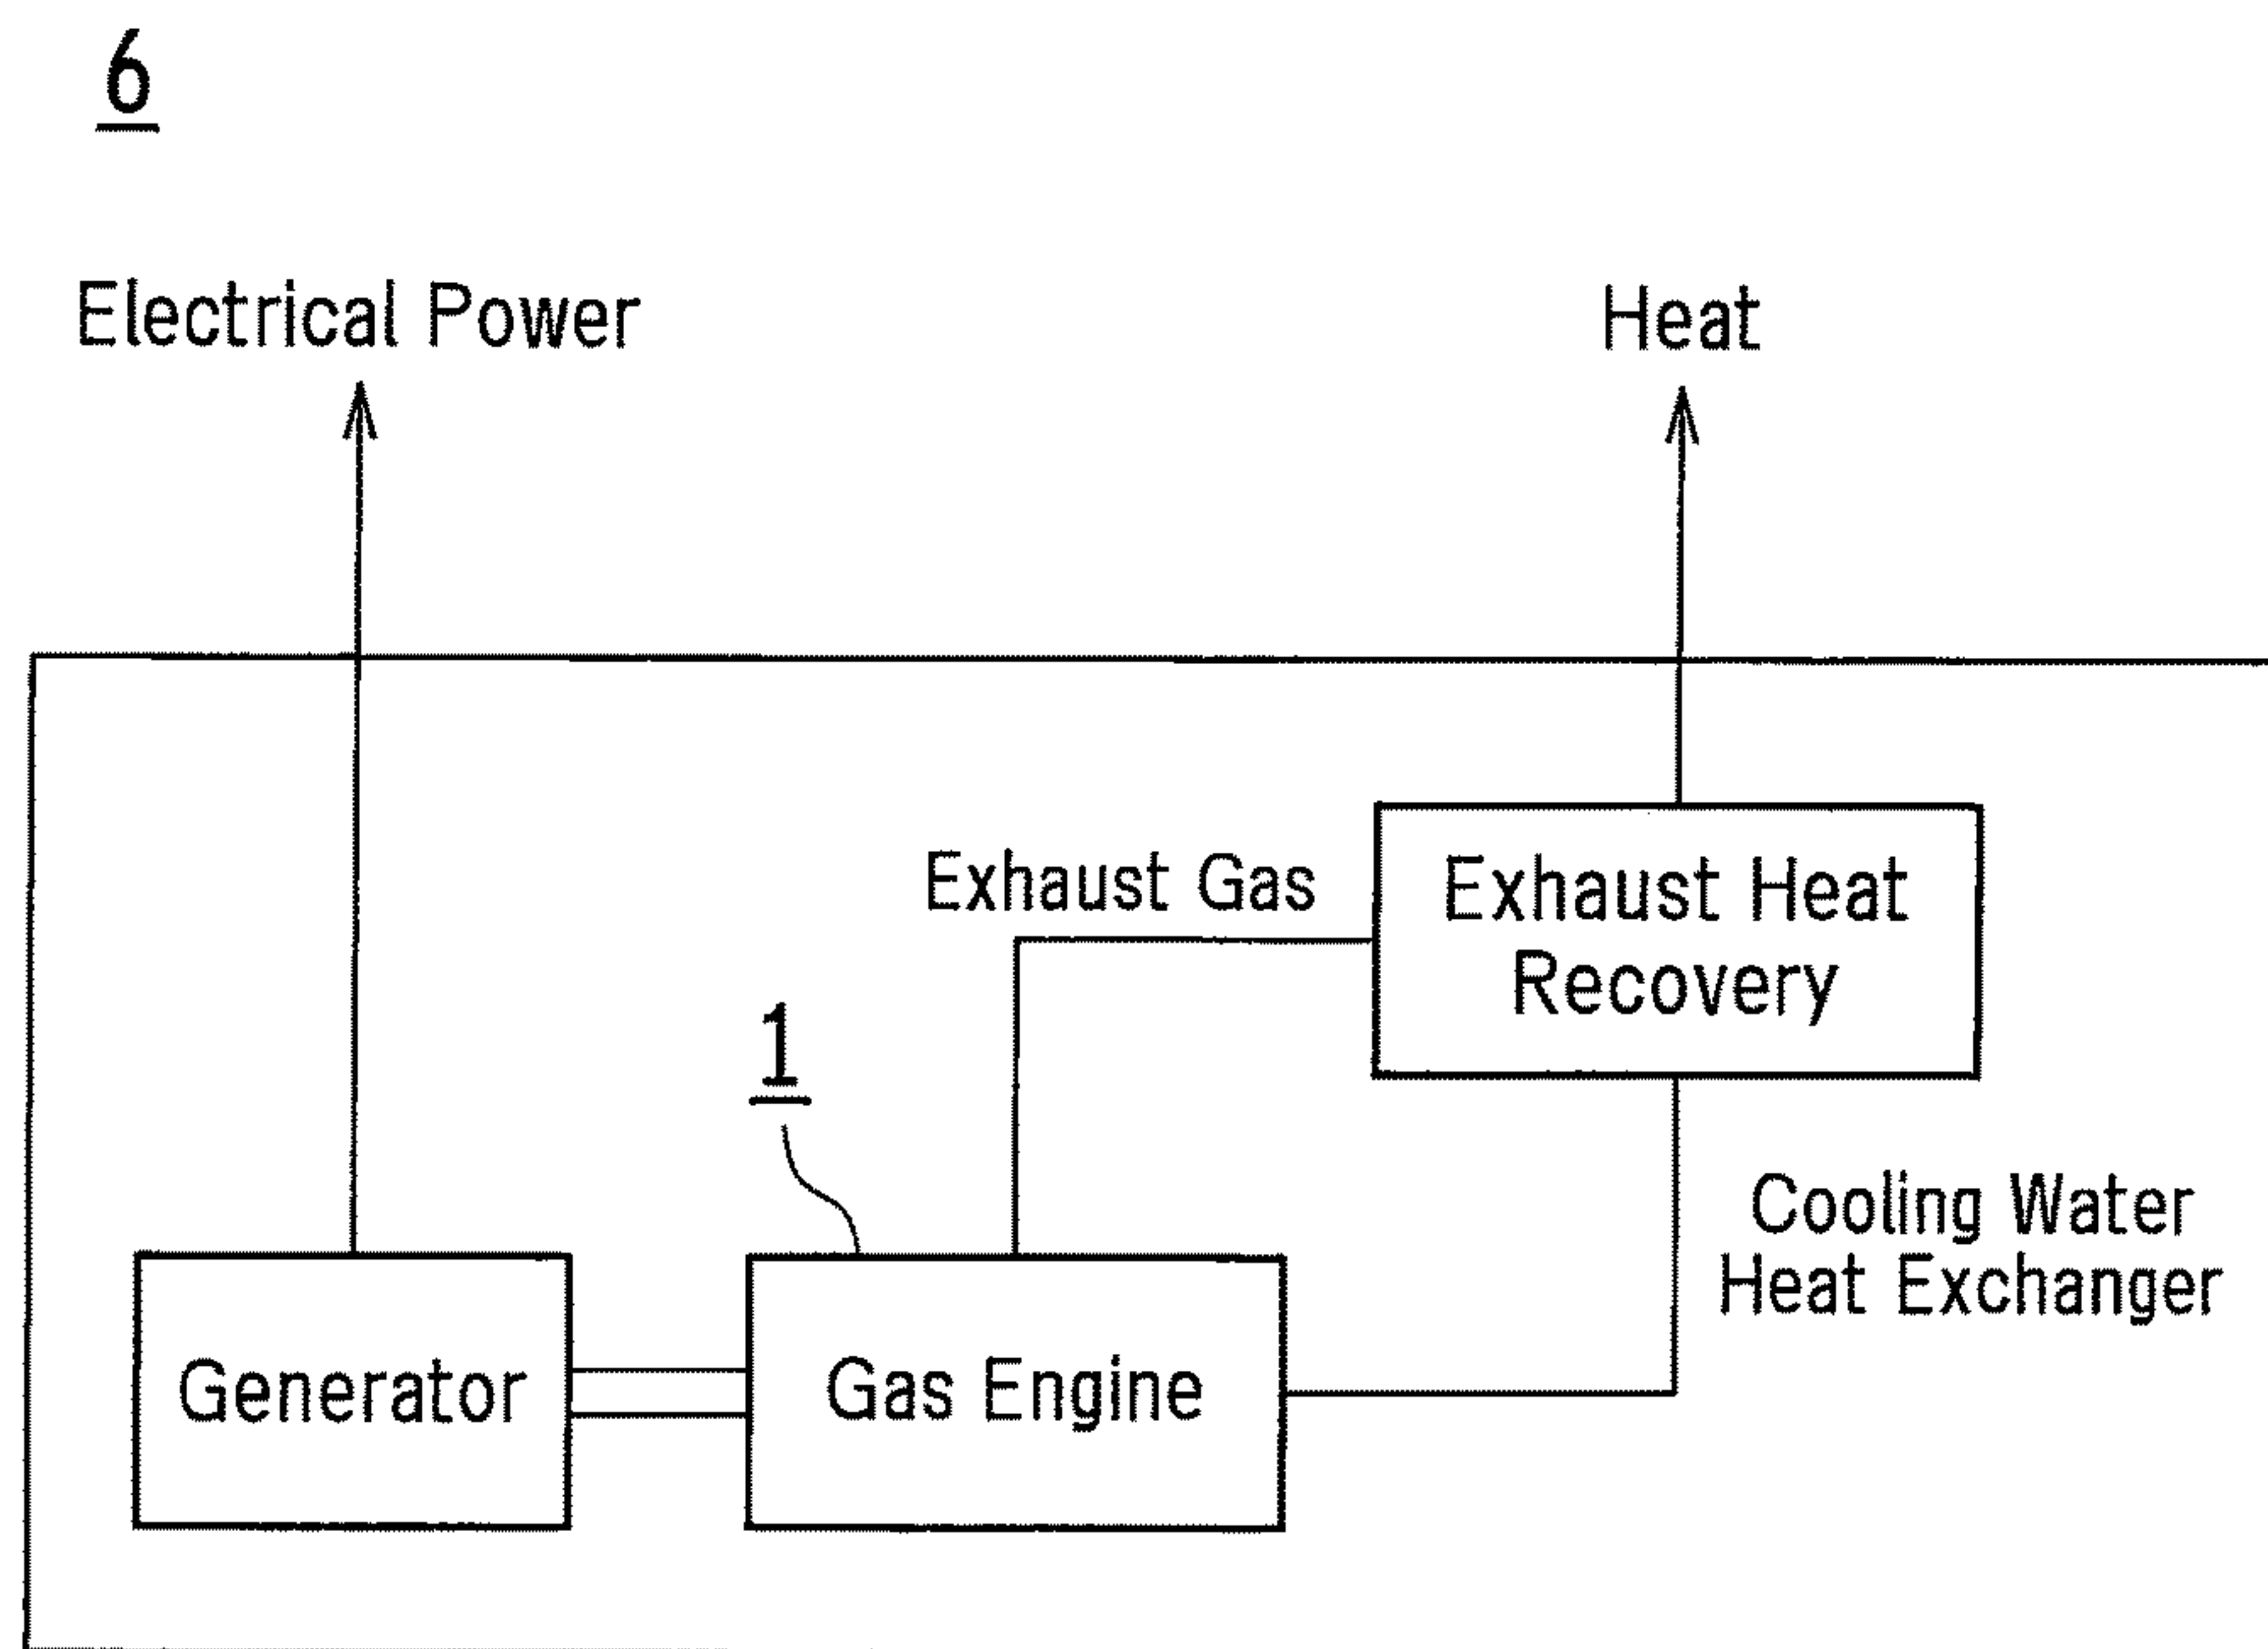 6
Electrical Power
Heat
Exhaust Gas
Exhaust Heat
Recovery
1
Cooling Water
Heat Exchanger
Generator
Gas Engine